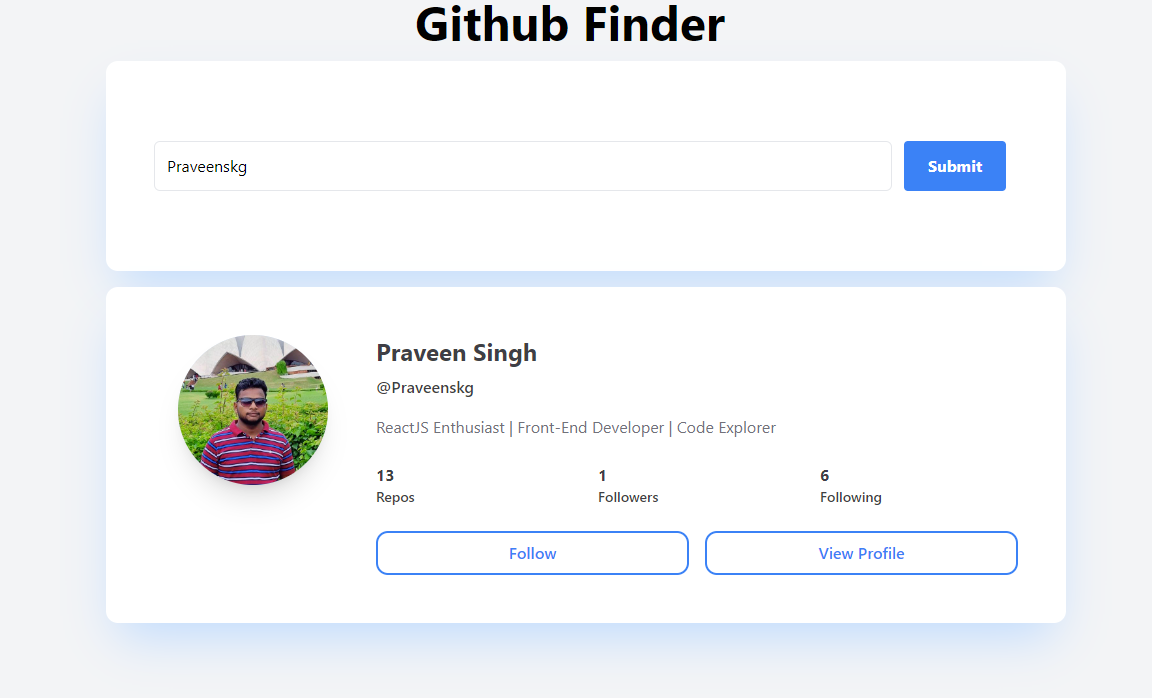 Github Finder
Praveenskg
Submit
Praveen Singh
@Praveenskg
ReactJS Enthusiast | Front-End Developer | Code Explorer
13
1
6
Repos
Followers
Following
Follow
View Profile